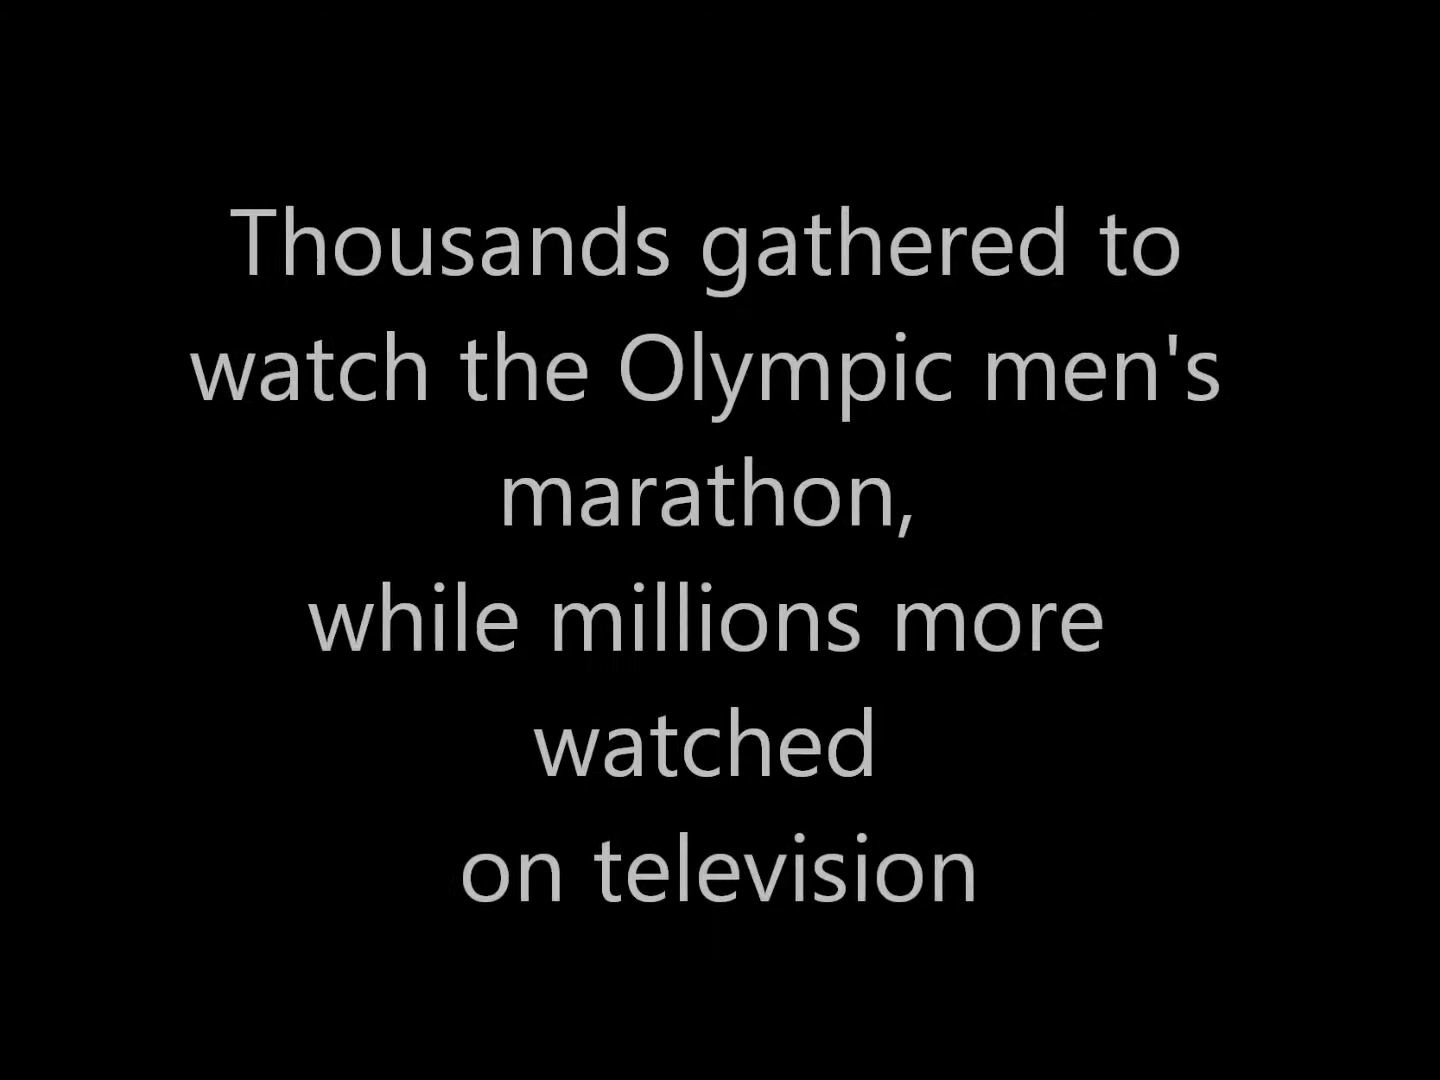 Thousands gathered to
watch the Olympic men's
marathon,
while millions more
watched
on television